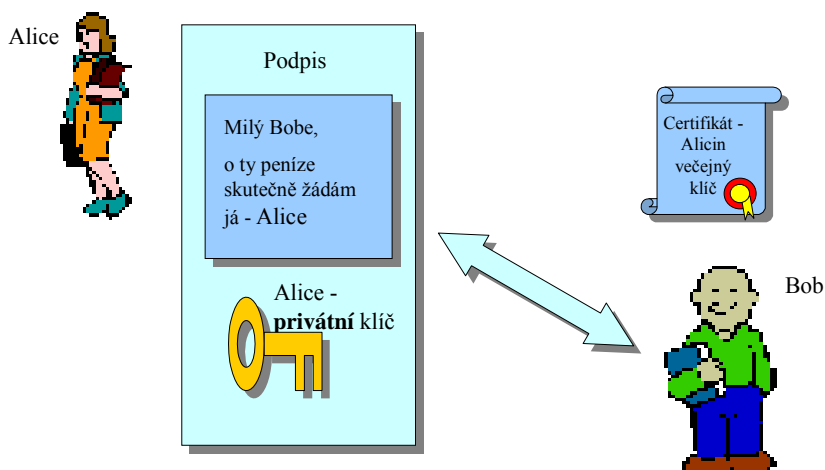 Alice
Podpis
Milý Bobe,
o ty peníze
skutečně žádám
já - Alice
Alice -
privátní klíč
Certifikát -
Alicin
večejný
klíč
Bob